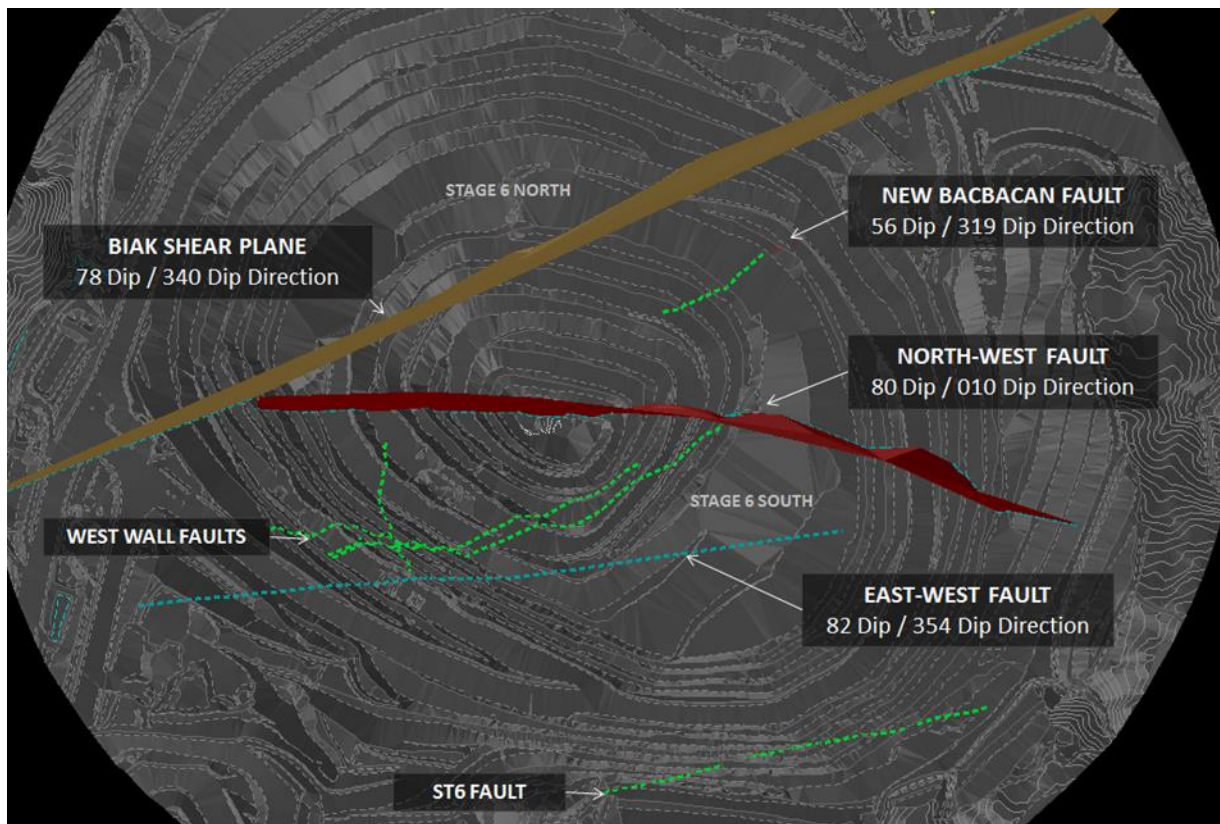 STAGE 6 NORTH
NEW BACBACAN FAULT
56 Dip / 319 Dip Direction
BIAK SHEAR PLANE
78 Dip / 340 Dip Direction
NORTH-WEST FAULT
80 Dip / 010 Dip Direction
STAGE 6 SOUTH
WEST WALL FAULTS
EAST-WEST FAULT
82 Dip / 354 Dip Direction
ST6 FAULT